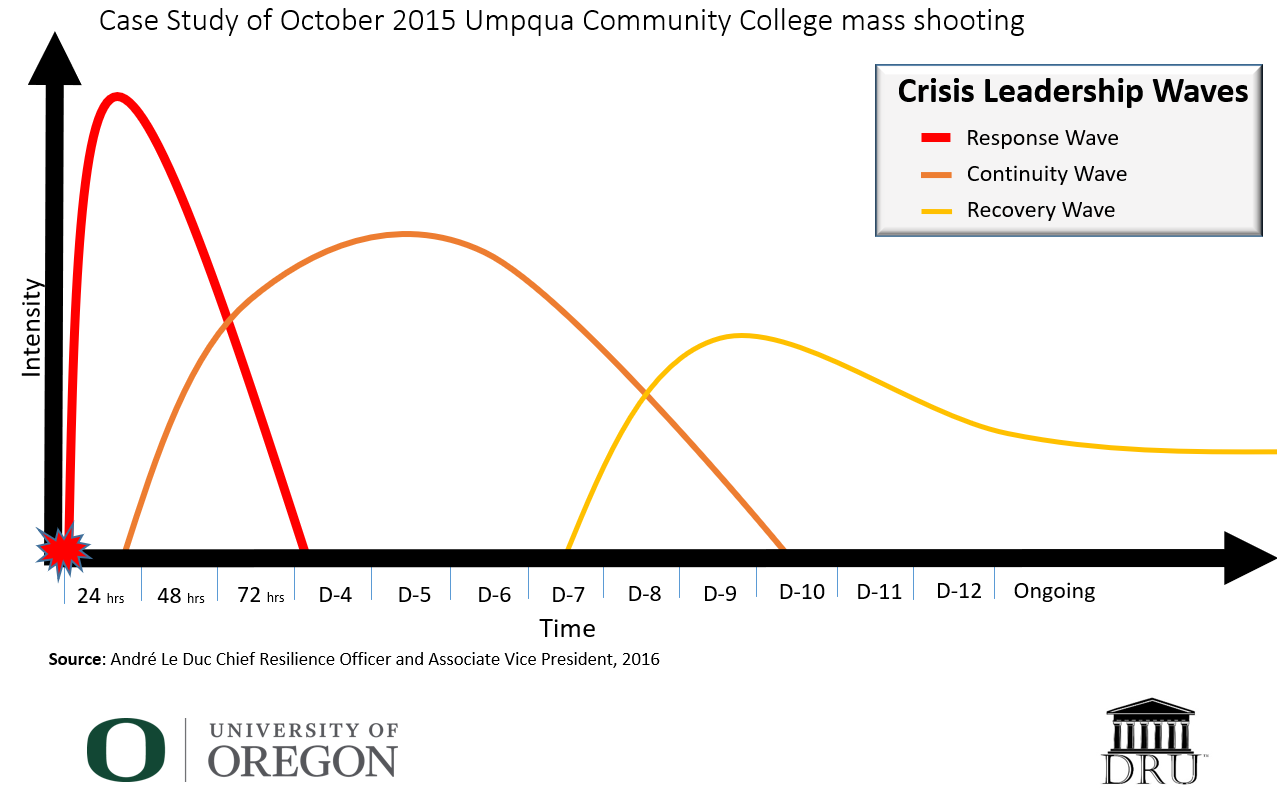 Case Study of October 2015 Umpqua Community College mass shooting
Crisis Leadership Waves
Response Wave
Continuity Wave
Recovery Wave
Intensity
24 hrs 48 hrs 72 hrs D-4 D-5 D-6 D-7 D-8 D-9 D-10 D-11 D-12 Ongoing
Time
Source: André Le Duc Chief Resilience Officer and Associate Vice President, 2016
O UNIVERSITY OF
OREGON
DRU™